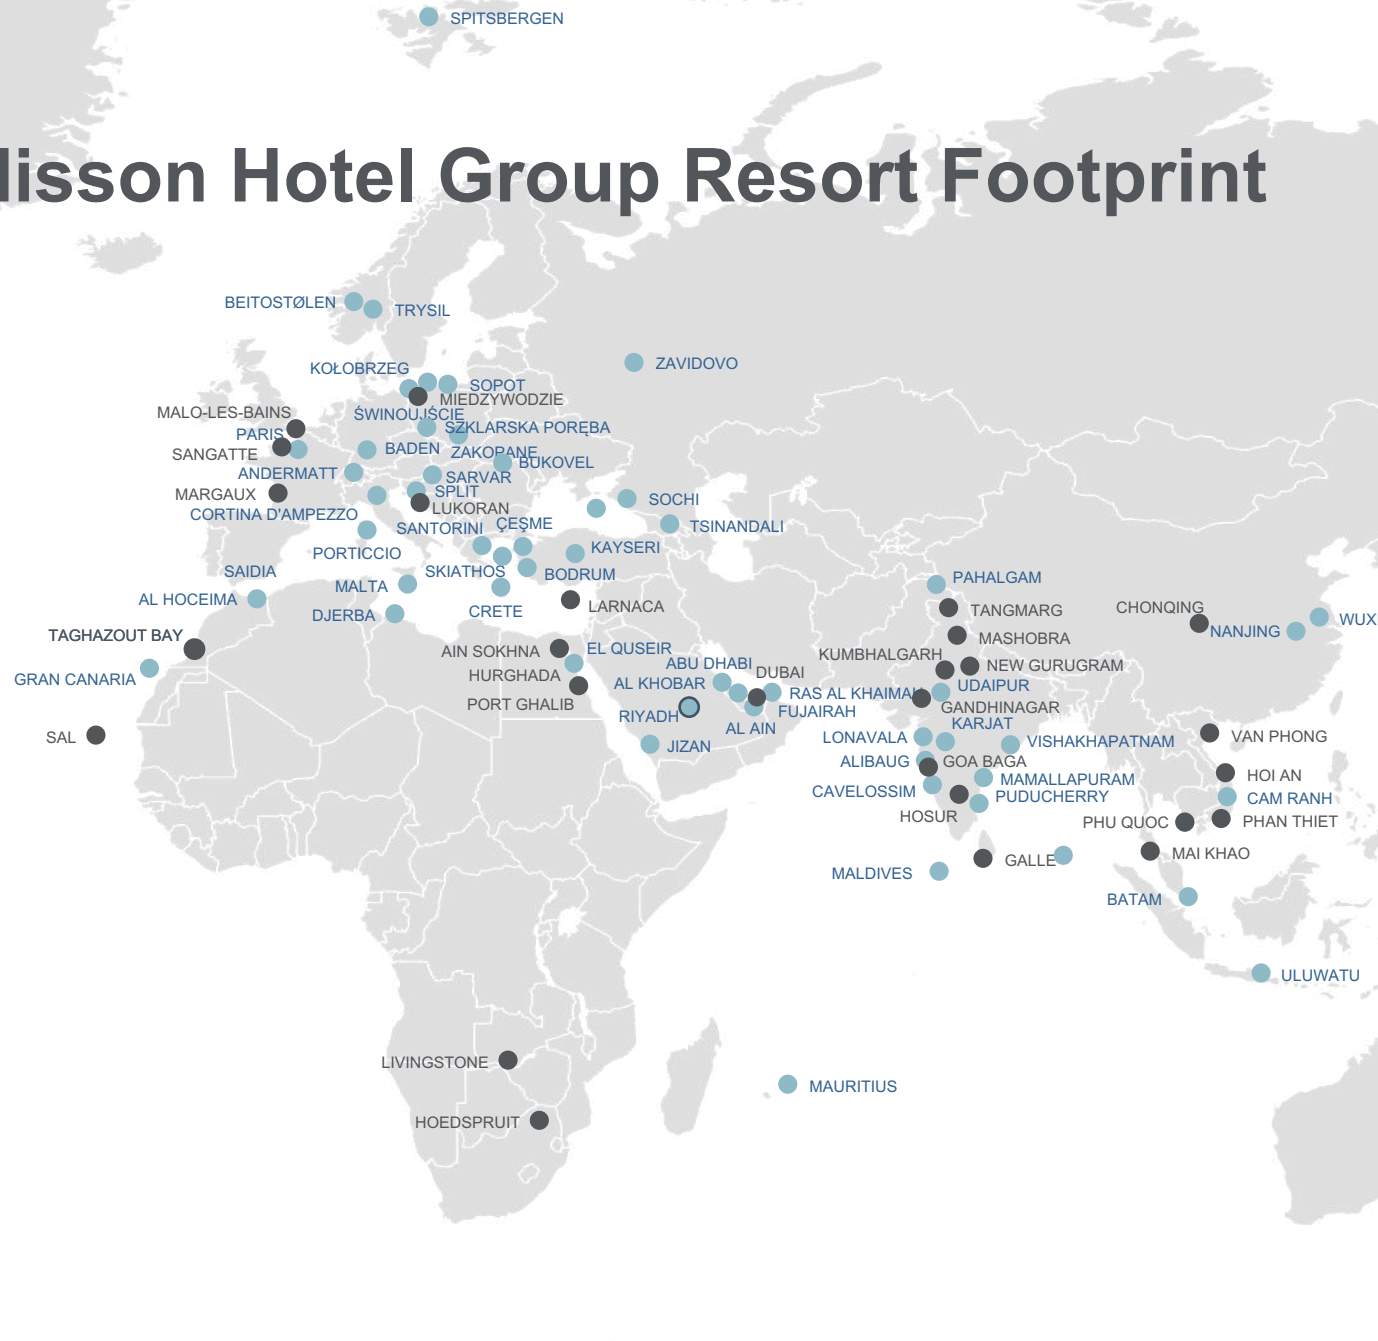 SPITSBERGEN
lisson Hotel Group Resort Footprint
BEITOSTØLEN
TRYSIL
ZAVIDOVO
KOŁOBRZEG
SOPOT
MIEDZYWODZIE
MALO-LES-BAINS
ŚWINOUJŚCIE
SZKLARSKA PORĘBA
PARIS
SANGATTE
BADEN
ZAKOPANE
BUKOVEL
ANDERMATT
SARVAR
MARGAUX
SPLIT
SOCHI
LUKORAN
CORTINA D'AMPEZZO
SANTORINI
ÇEŞME
TSINANDALI
PORTICCIO
KAYSERI
SAIDIA
SKIATHOS
BODRUM
MALTA
PAHALGAM
AL HOCEIMA
DJERBA
CRETE
LARNACA
TANGMARG
CHONQING
WUX
NANJING
TAGHAZOUT BAY
MASHOBRA
AIN SOKHNA
EL QUSEIR
KUMBHALGARH
ABU DHABI
NEW GURUGRAM
GRAN CANARIA
HURGHADA
DUBAI
AL KHOBAR
RAS AL KHAIMAH
UDAIPUR
PORT GHALIB
RIYADH
FUJAIRAH
GANDHINAGAR
AL AIN
KARJAT
SAL
JIZAN
LONAVALA
VISHAKHAPATNAM
VAN PHONG
ALIBAUG
GOA BAGA
HOI AN
MAMALLAPURAM
CAVELOSSIM
PUDUCHERRY
CAM RANH
HOSUR
PHU QUOC
PHAN THIET
GALLE
MAI KHAO
MALDIVES
BATAM
ULUWATU
LIVINGSTONE
MAURITIUS
HOEDSPRUIT